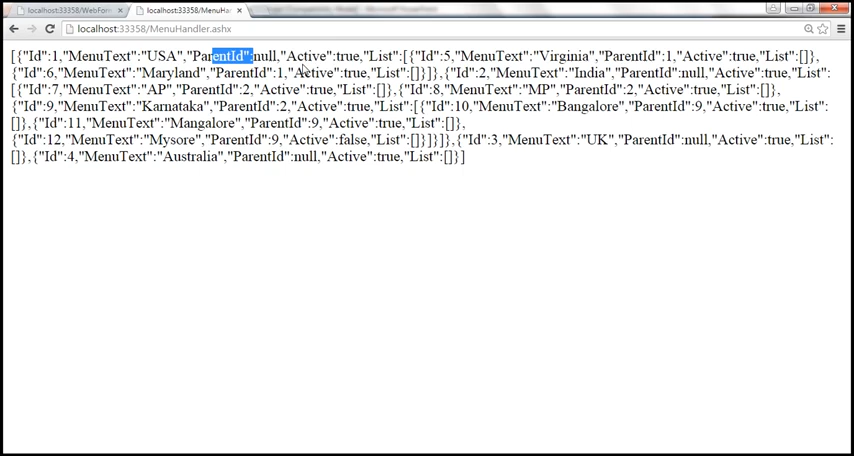 localhost:33358/WebForm
localhost:33358/MenuHan
localhost:33358/MenuHandler.ashx
[{"Id":1,"MenuText":"USA","ParentId":null,"Active":true,"List":[{"Id":5,"MenuText":"Virginia","ParentId":1,"Active":true,"List":[]},
{"Id":6,"MenuText":"Maryland","ParentId":1,"Active":true,"List":[]}]},{"Id":2,"MenuText":"India","ParentId":null,"Active":true,"List":
[{"Id":7,"MenuText":"AP","ParentId":2,"Active":true,"List":[]},{"Id":8,"MenuText":"MP","ParentId":2,"Active":true,"List":[]},
{"Id":9,"MenuText":"Karnataka","ParentId":2,"Active":true,"List":[{"Id":10,"MenuText":"Bangalore","ParentId":9,"Active":true,"List":
[]},{"Id":11,"MenuText":"Mangalore","ParentId":9,"Active":true,"List":[]},
{"Id":12,"MenuText":"Mysore","ParentId":9,"Active":false,"List":[]}]}]},{"Id":3,"MenuText":"UK","ParentId":null,"Active":true,"List":
[]},{"Id":4,"MenuText":"Australia","ParentId":null,"Active":true,"List":[]}]